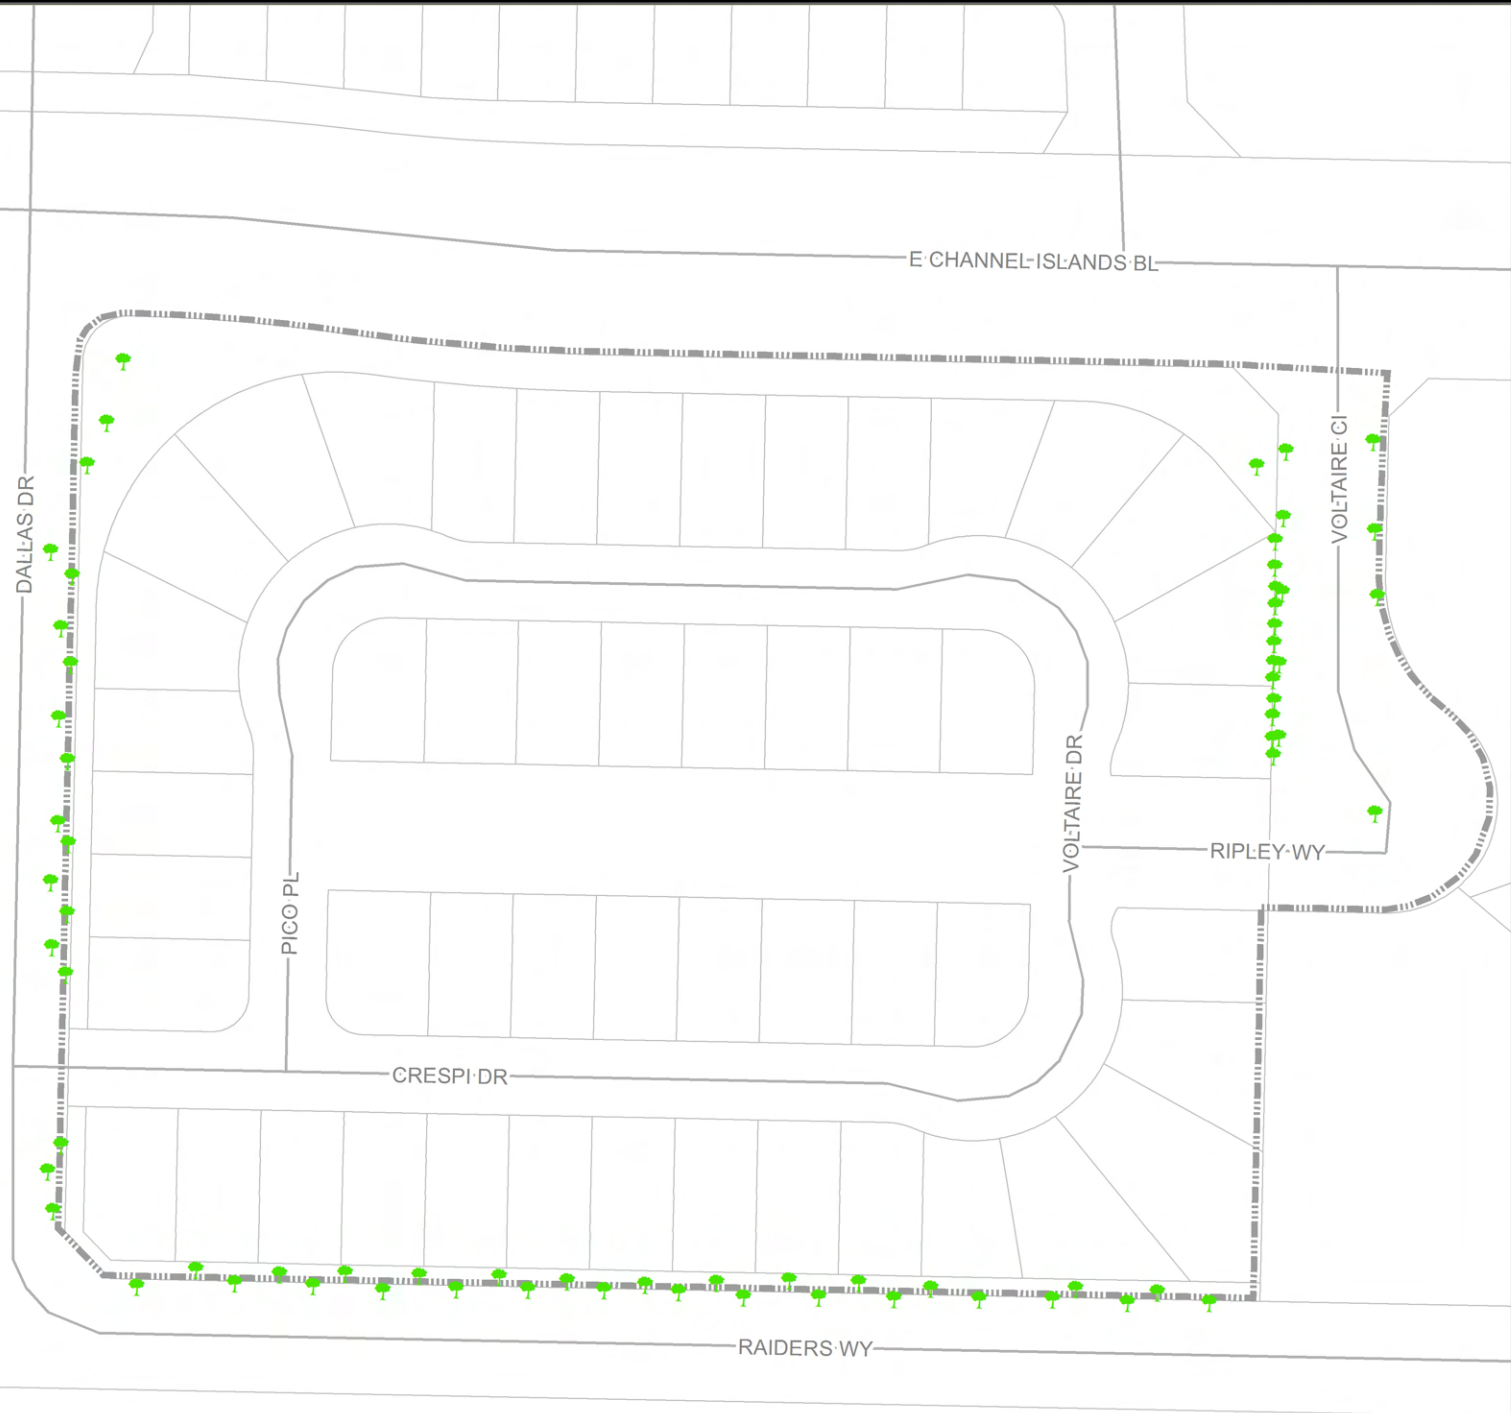 E CHANNEL ISLANDS BL
VOLTAIRE CI
DALLAS DR
VOLTAIRE DR
RIPLEY WY
PICO PL
CRESPI DR
RAIDERS WY